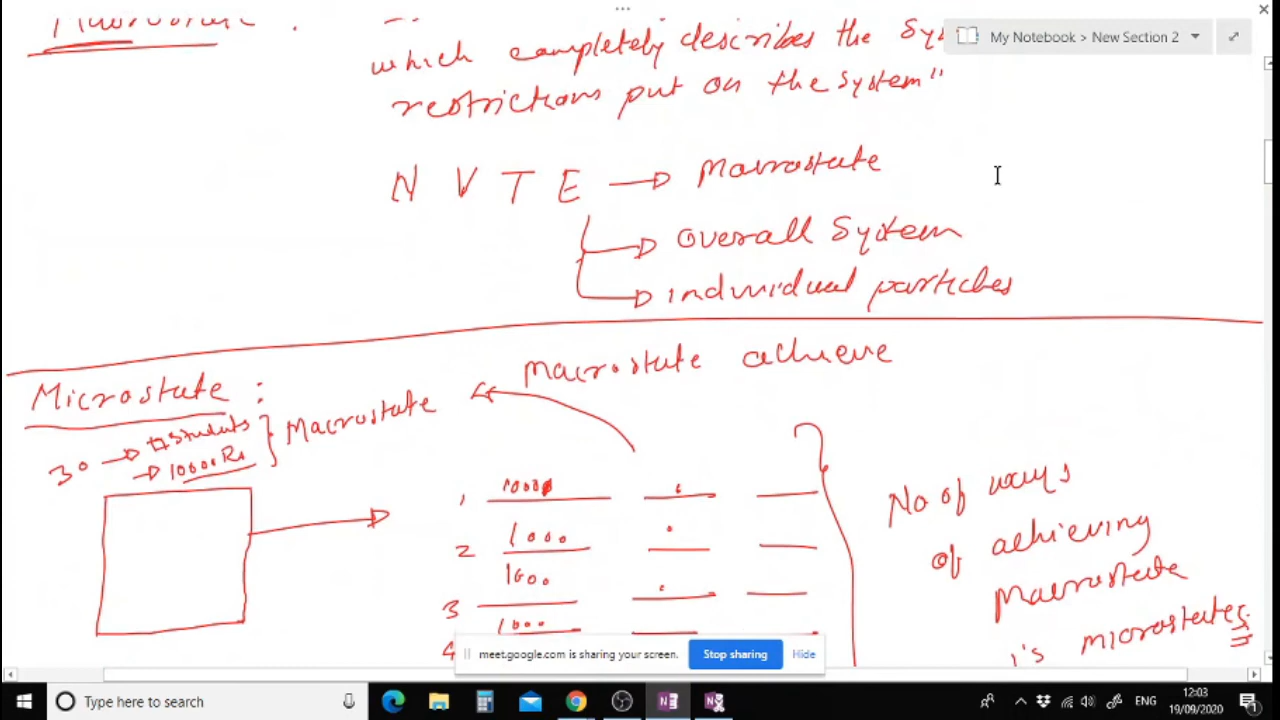 Macrostate :
which completely describes the Sys
My Notebook > New Section 2
restrictions put on the system"
N V T E → Macrostate
Overall System
individual particles
Macrostate achieve
Microstate :
30 → # Students
→ 10000 Rs
Macrostate
1
2 1000
1000
3
1000
4
No of ways
of achieving
Macrostate
is microstates
meet.google.com is sharing your screen.
Stop sharing
Hide
Type here to search
ENG
12:03
19/09/2020